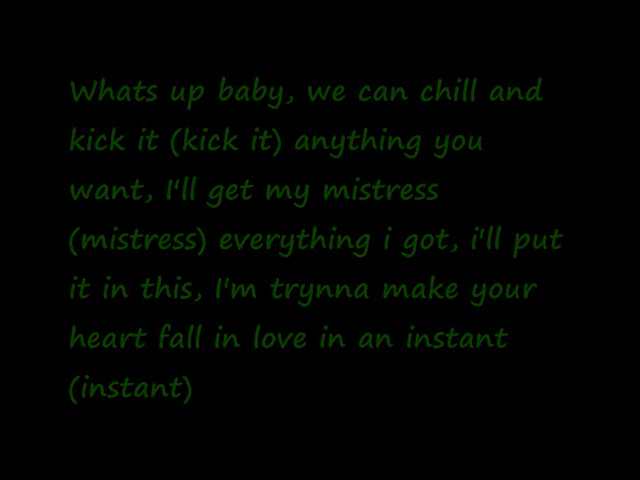 Whats up baby, we can chill and
kick it (kick it) anything you
want, I'll get my mistress
(mistress) everything i got, i'll put
it in this, I'm trynna make your
heart fall in love in an instant
(instant)